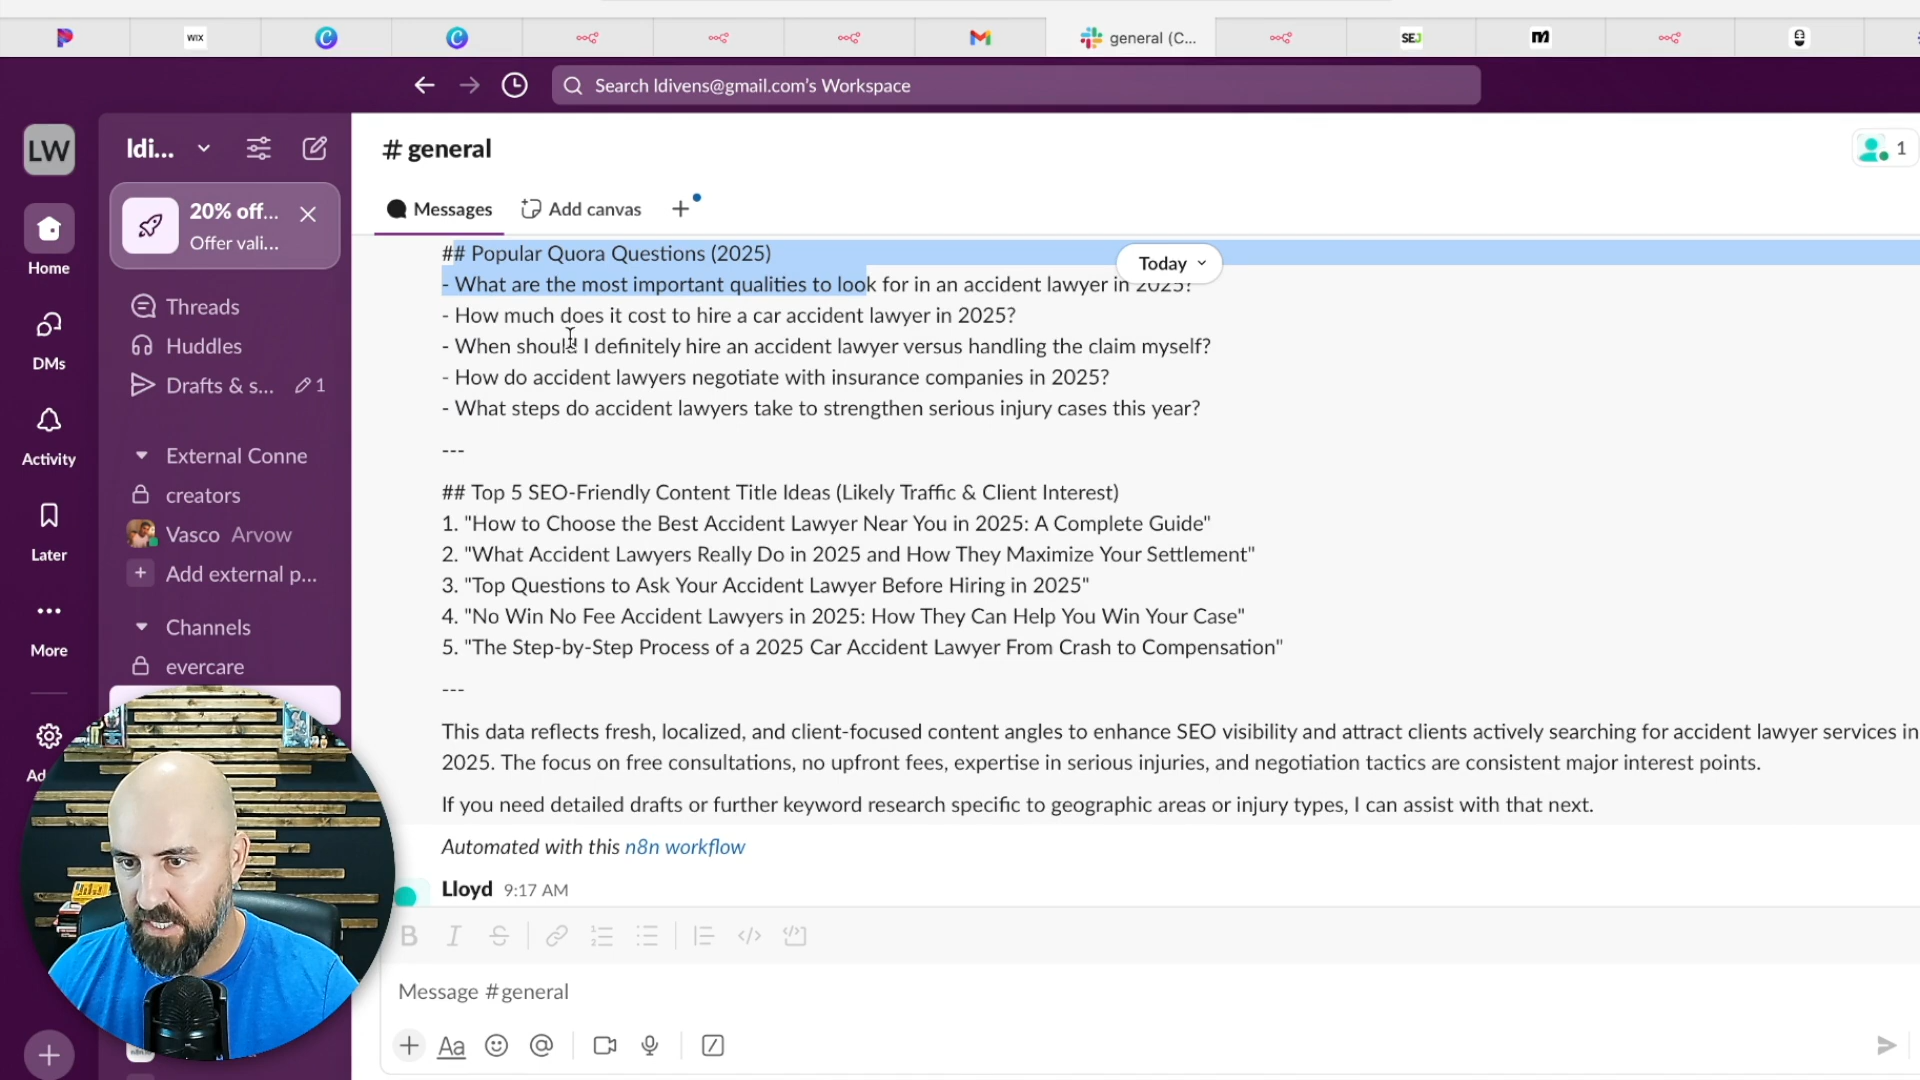 WIX
general (C...
SEJ
Search ldivens@gmail.com's Workspace
LW
ldi...
# general
1
20% off...
Offer vali...
Messages
Add canvas
Home
Threads
Huddles
Drafts & s...
1
DMs
Activity
Later
More
External Conne
creators
Vasco Arvow
Add external p...
Channels
evercare
Today
## Popular Quora Questions (2025)
- What are the most important qualities to look for in an accident lawyer in 2025?
- How much does it cost to hire a car accident lawyer in 2025?
- When should I definitely hire an accident lawyer versus handling the claim myself?
- How do accident lawyers negotiate with insurance companies in 2025?
- What steps do accident lawyers take to strengthen serious injury cases this year?
---
## Top 5 SEO-Friendly Content Title Ideas (Likely Traffic & Client Interest)
1. "How to Choose the Best Accident Lawyer Near You in 2025: A Complete Guide"
2. "What Accident Lawyers Really Do in 2025 and How They Maximize Your Settlement"
3. "Top Questions to Ask Your Accident Lawyer Before Hiring in 2025"
4. "No Win No Fee Accident Lawyers in 2025: How They Can Help You Win Your Case"
5. "The Step-by-Step Process of a 2025 Car Accident Lawyer From Crash to Compensation"
---
This data reflects fresh, localized, and client-focused content angles to enhance SEO visibility and attract clients actively searching for accident lawyer services in
2025. The focus on free consultations, no upfront fees, expertise in serious injuries, and negotiation tactics are consistent major interest points.
If you need detailed drafts or further keyword research specific to geographic areas or injury types, I can assist with that next.
Automated with this n8n workflow
Lloyd 9:17 AM
Message #general
Aa